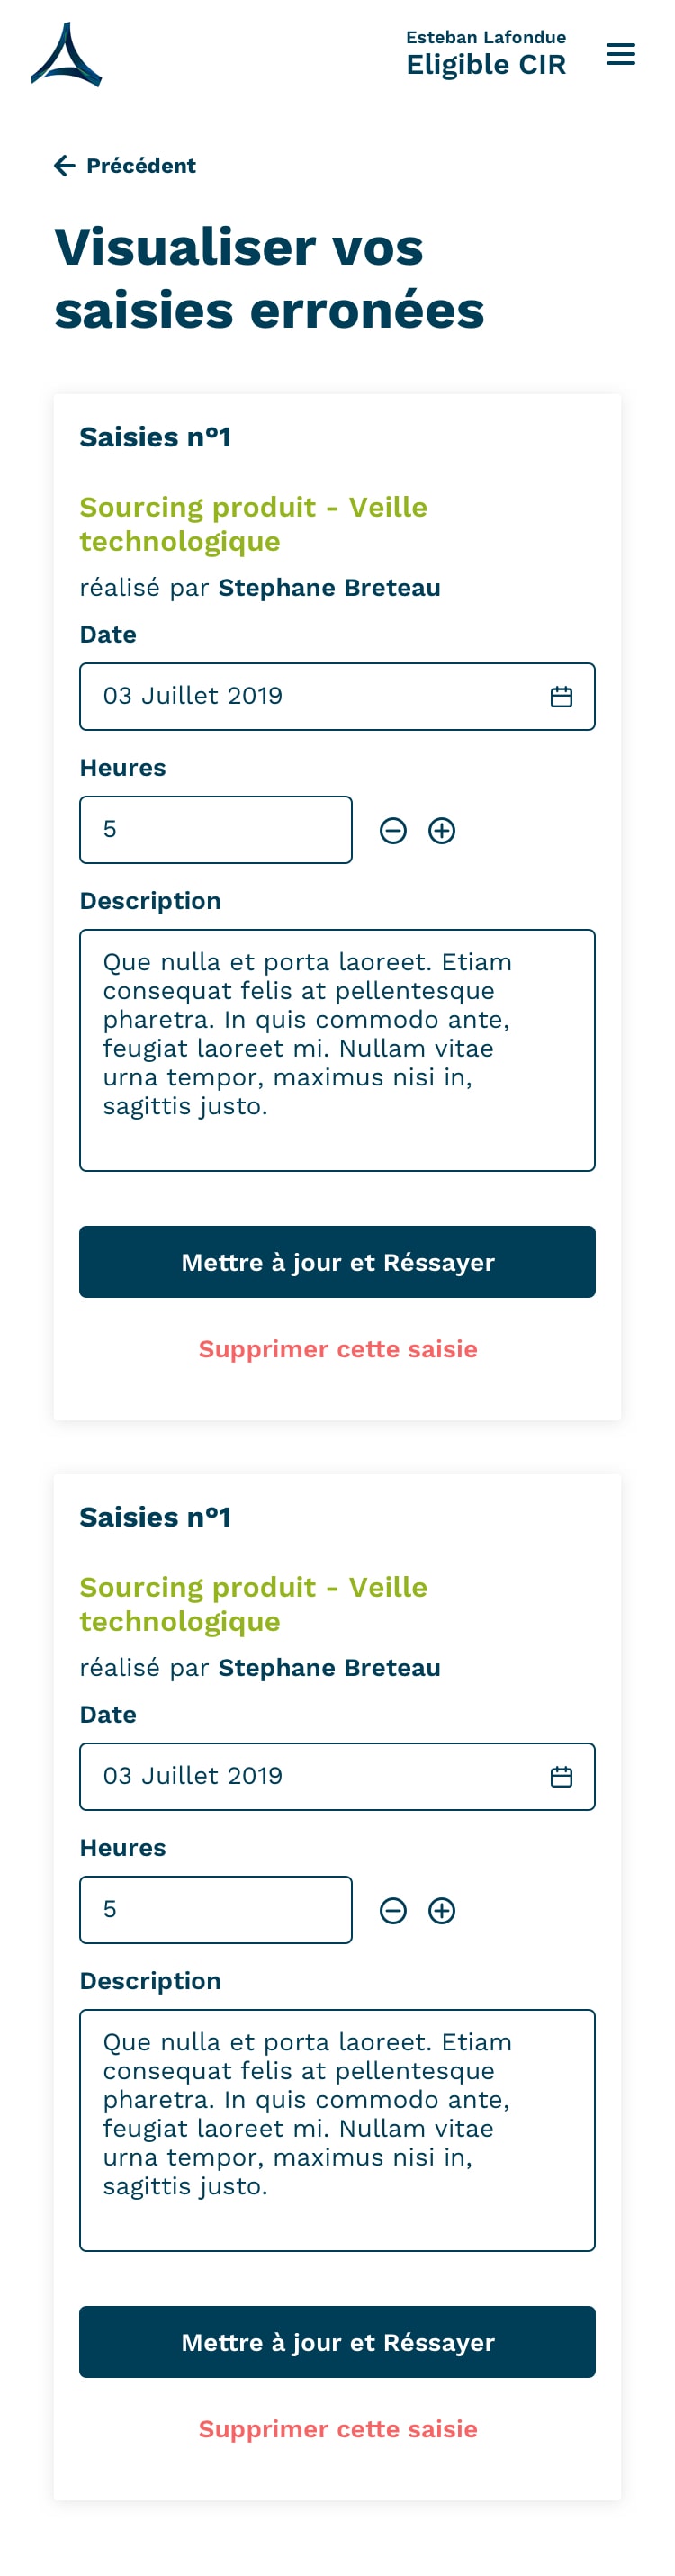 Esteban Lafondue
Eligible CIR
Précédent
Visualiser vos
saisies erronées
Saisies n°1
Sourcing produit - Veille
technologique
réalisé par Stephane Breteau
Date
03 Juillet 2019
Heures
5
Description
Que nulla et porta laoreet. Etiam
consequat felis at pellentesque
pharetra. In quis commodo ante,
feugiat laoreet mi. Nullam vitae
urna tempor, maximus nisi in,
sagittis justo.
Mettre à jour et Réssayer
Supprimer cette saisie
Saisies n°1
Sourcing produit - Veille
technologique
réalisé par Stephane Breteau
Date
03 Juillet 2019
Heures
5
Description
Que nulla et porta laoreet. Etiam
consequat felis at pellentesque
pharetra. In quis commodo ante,
feugiat laoreet mi. Nullam vitae
urna tempor, maximus nisi in,
sagittis justo.
Mettre à jour et Réssayer
Supprimer cette saisie